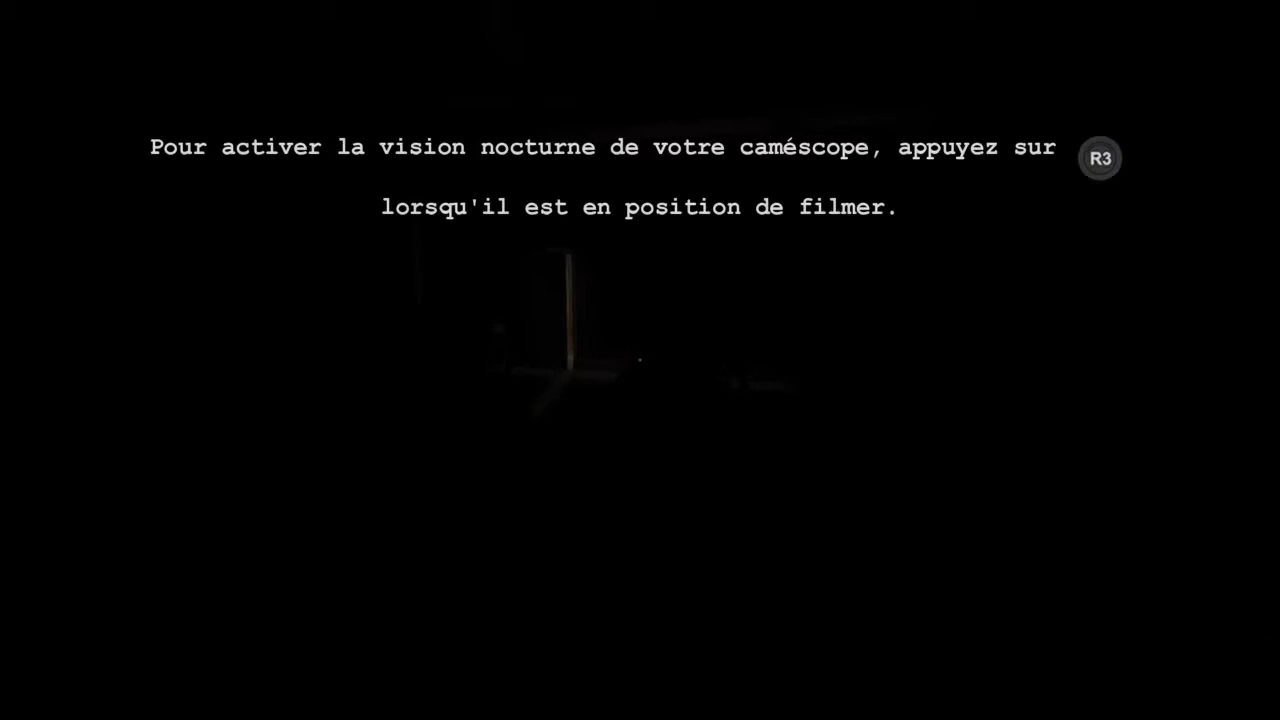 Pour activer la vision nocturne de votre caméscope, appuyez sur R3
lorsqu'il est en position de filmer.